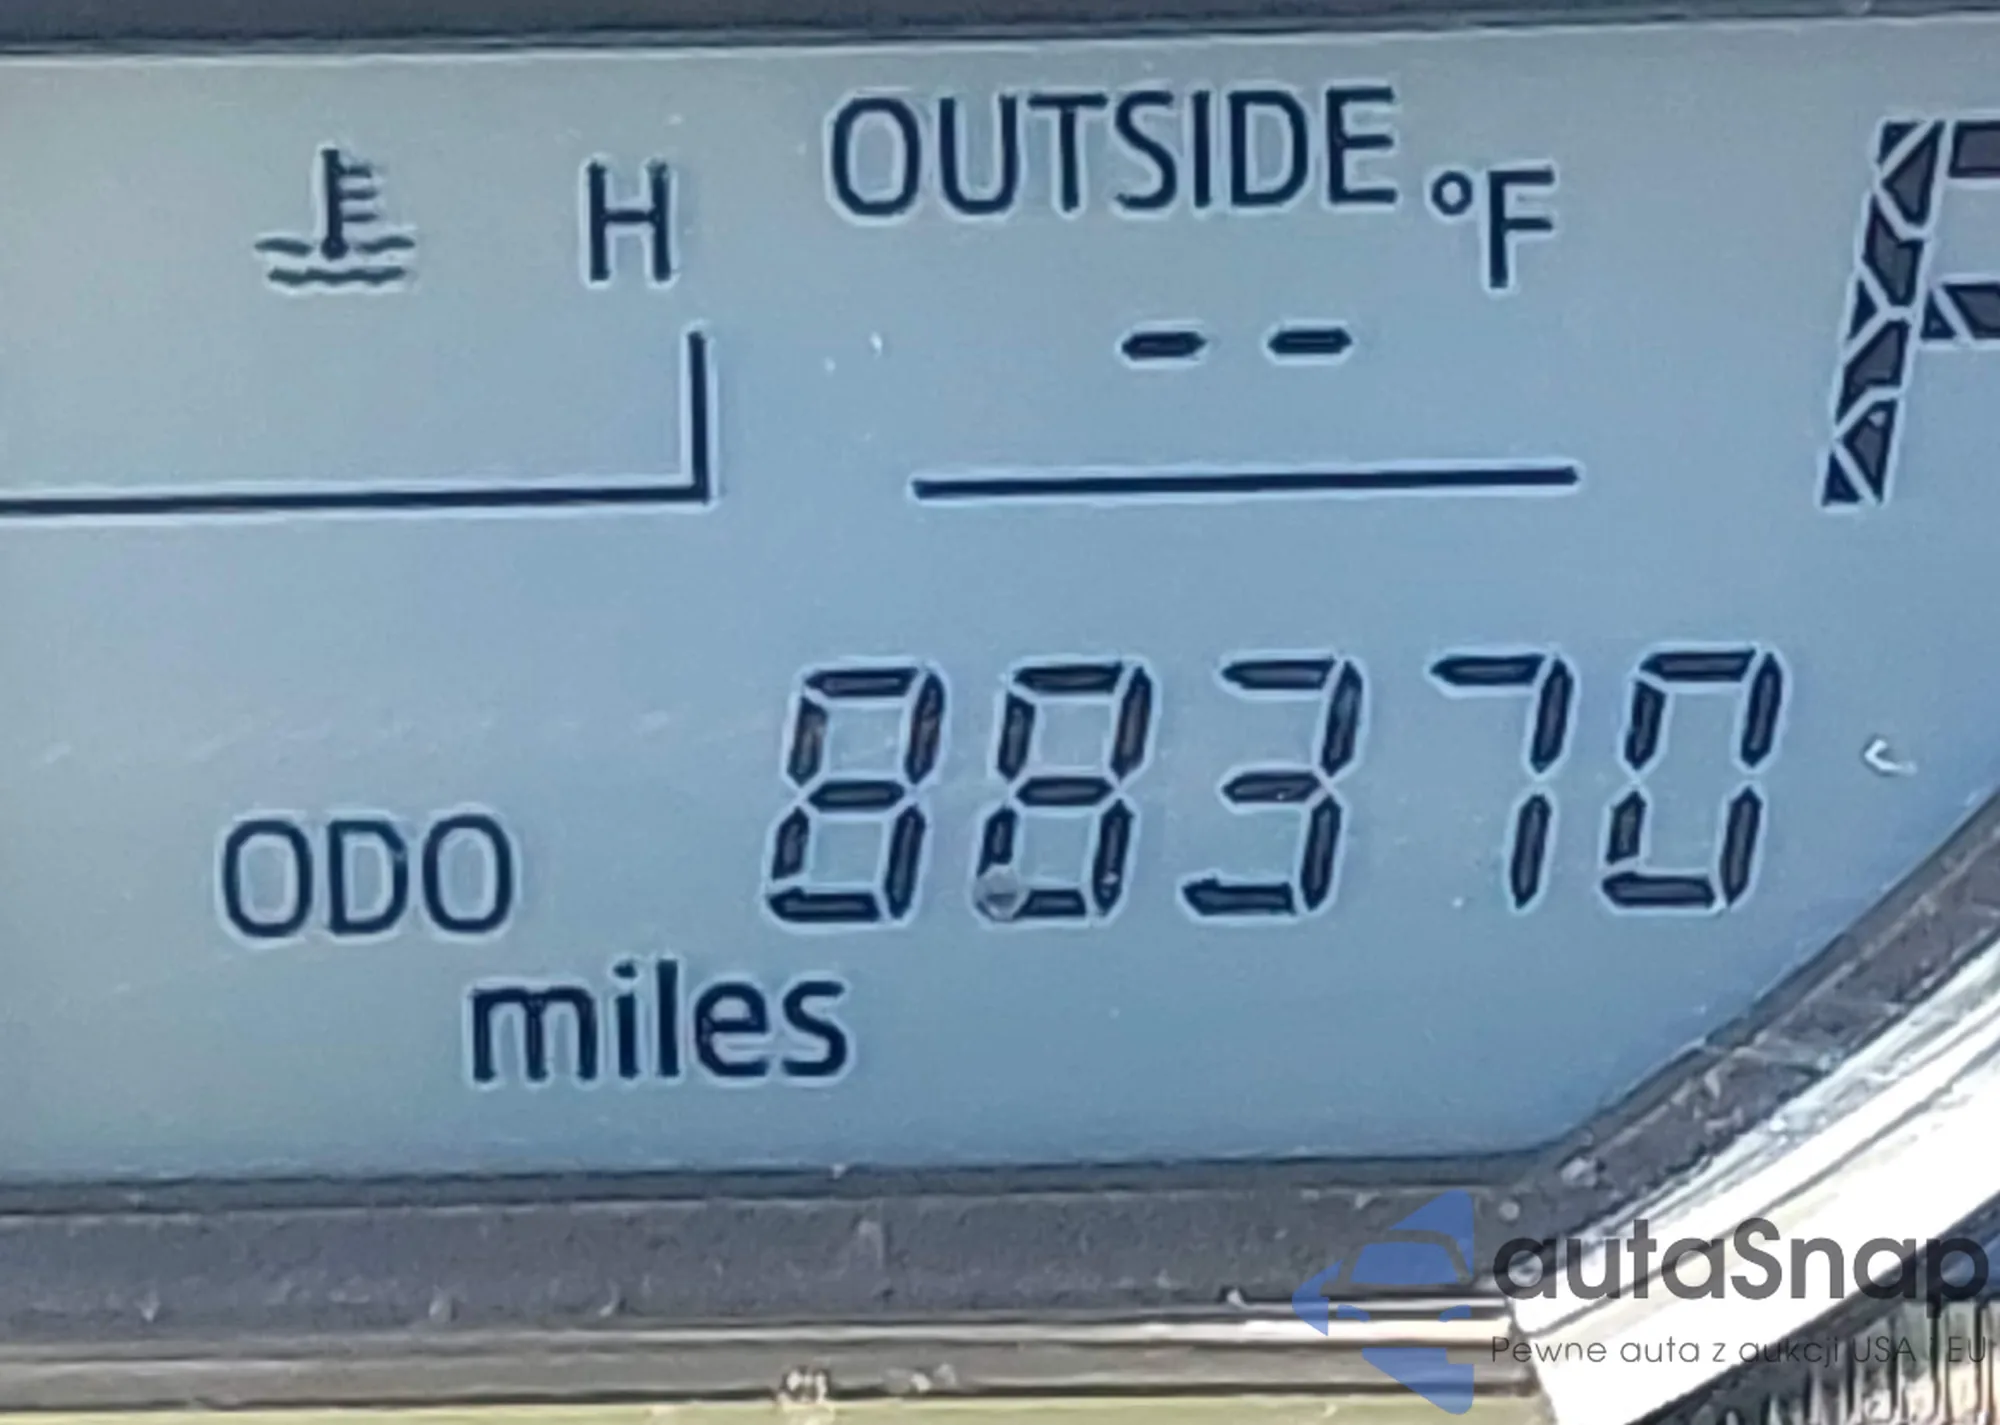 OUTSIDE °F
H
--
P
ODO 88370
miles
autaSnap
Pewne auta z aukcji USA i EU